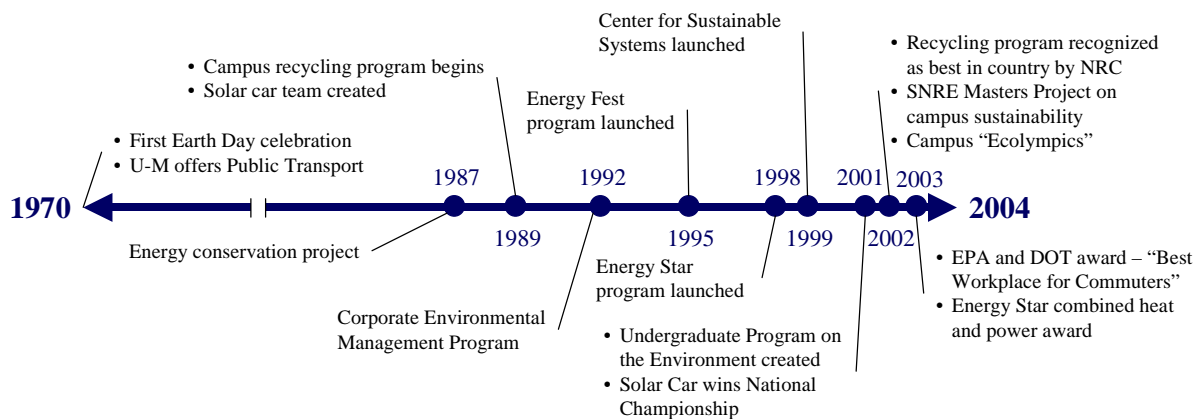 Center for Sustainable
Systems launched
• Recycling program recognized
as best in country by NRC
• SNRE Masters Project on
campus sustainability
• Campus “Ecolympics”
• Campus recycling program begins
• Solar car team created
Energy Fest
program launched
• First Earth Day celebration
• U-M offers Public Transport
1987
1992
1998
2001
2003
1970
2004
1989
1995
1999
2002
Energy conservation project
Energy Star
program launched
• EPA and DOT award – “Best
Workplace for Commuters”
• Energy Star combined heat
and power award
Corporate Environmental
Management Program
• Undergraduate Program on
the Environment created
• Solar Car wins National
Championship